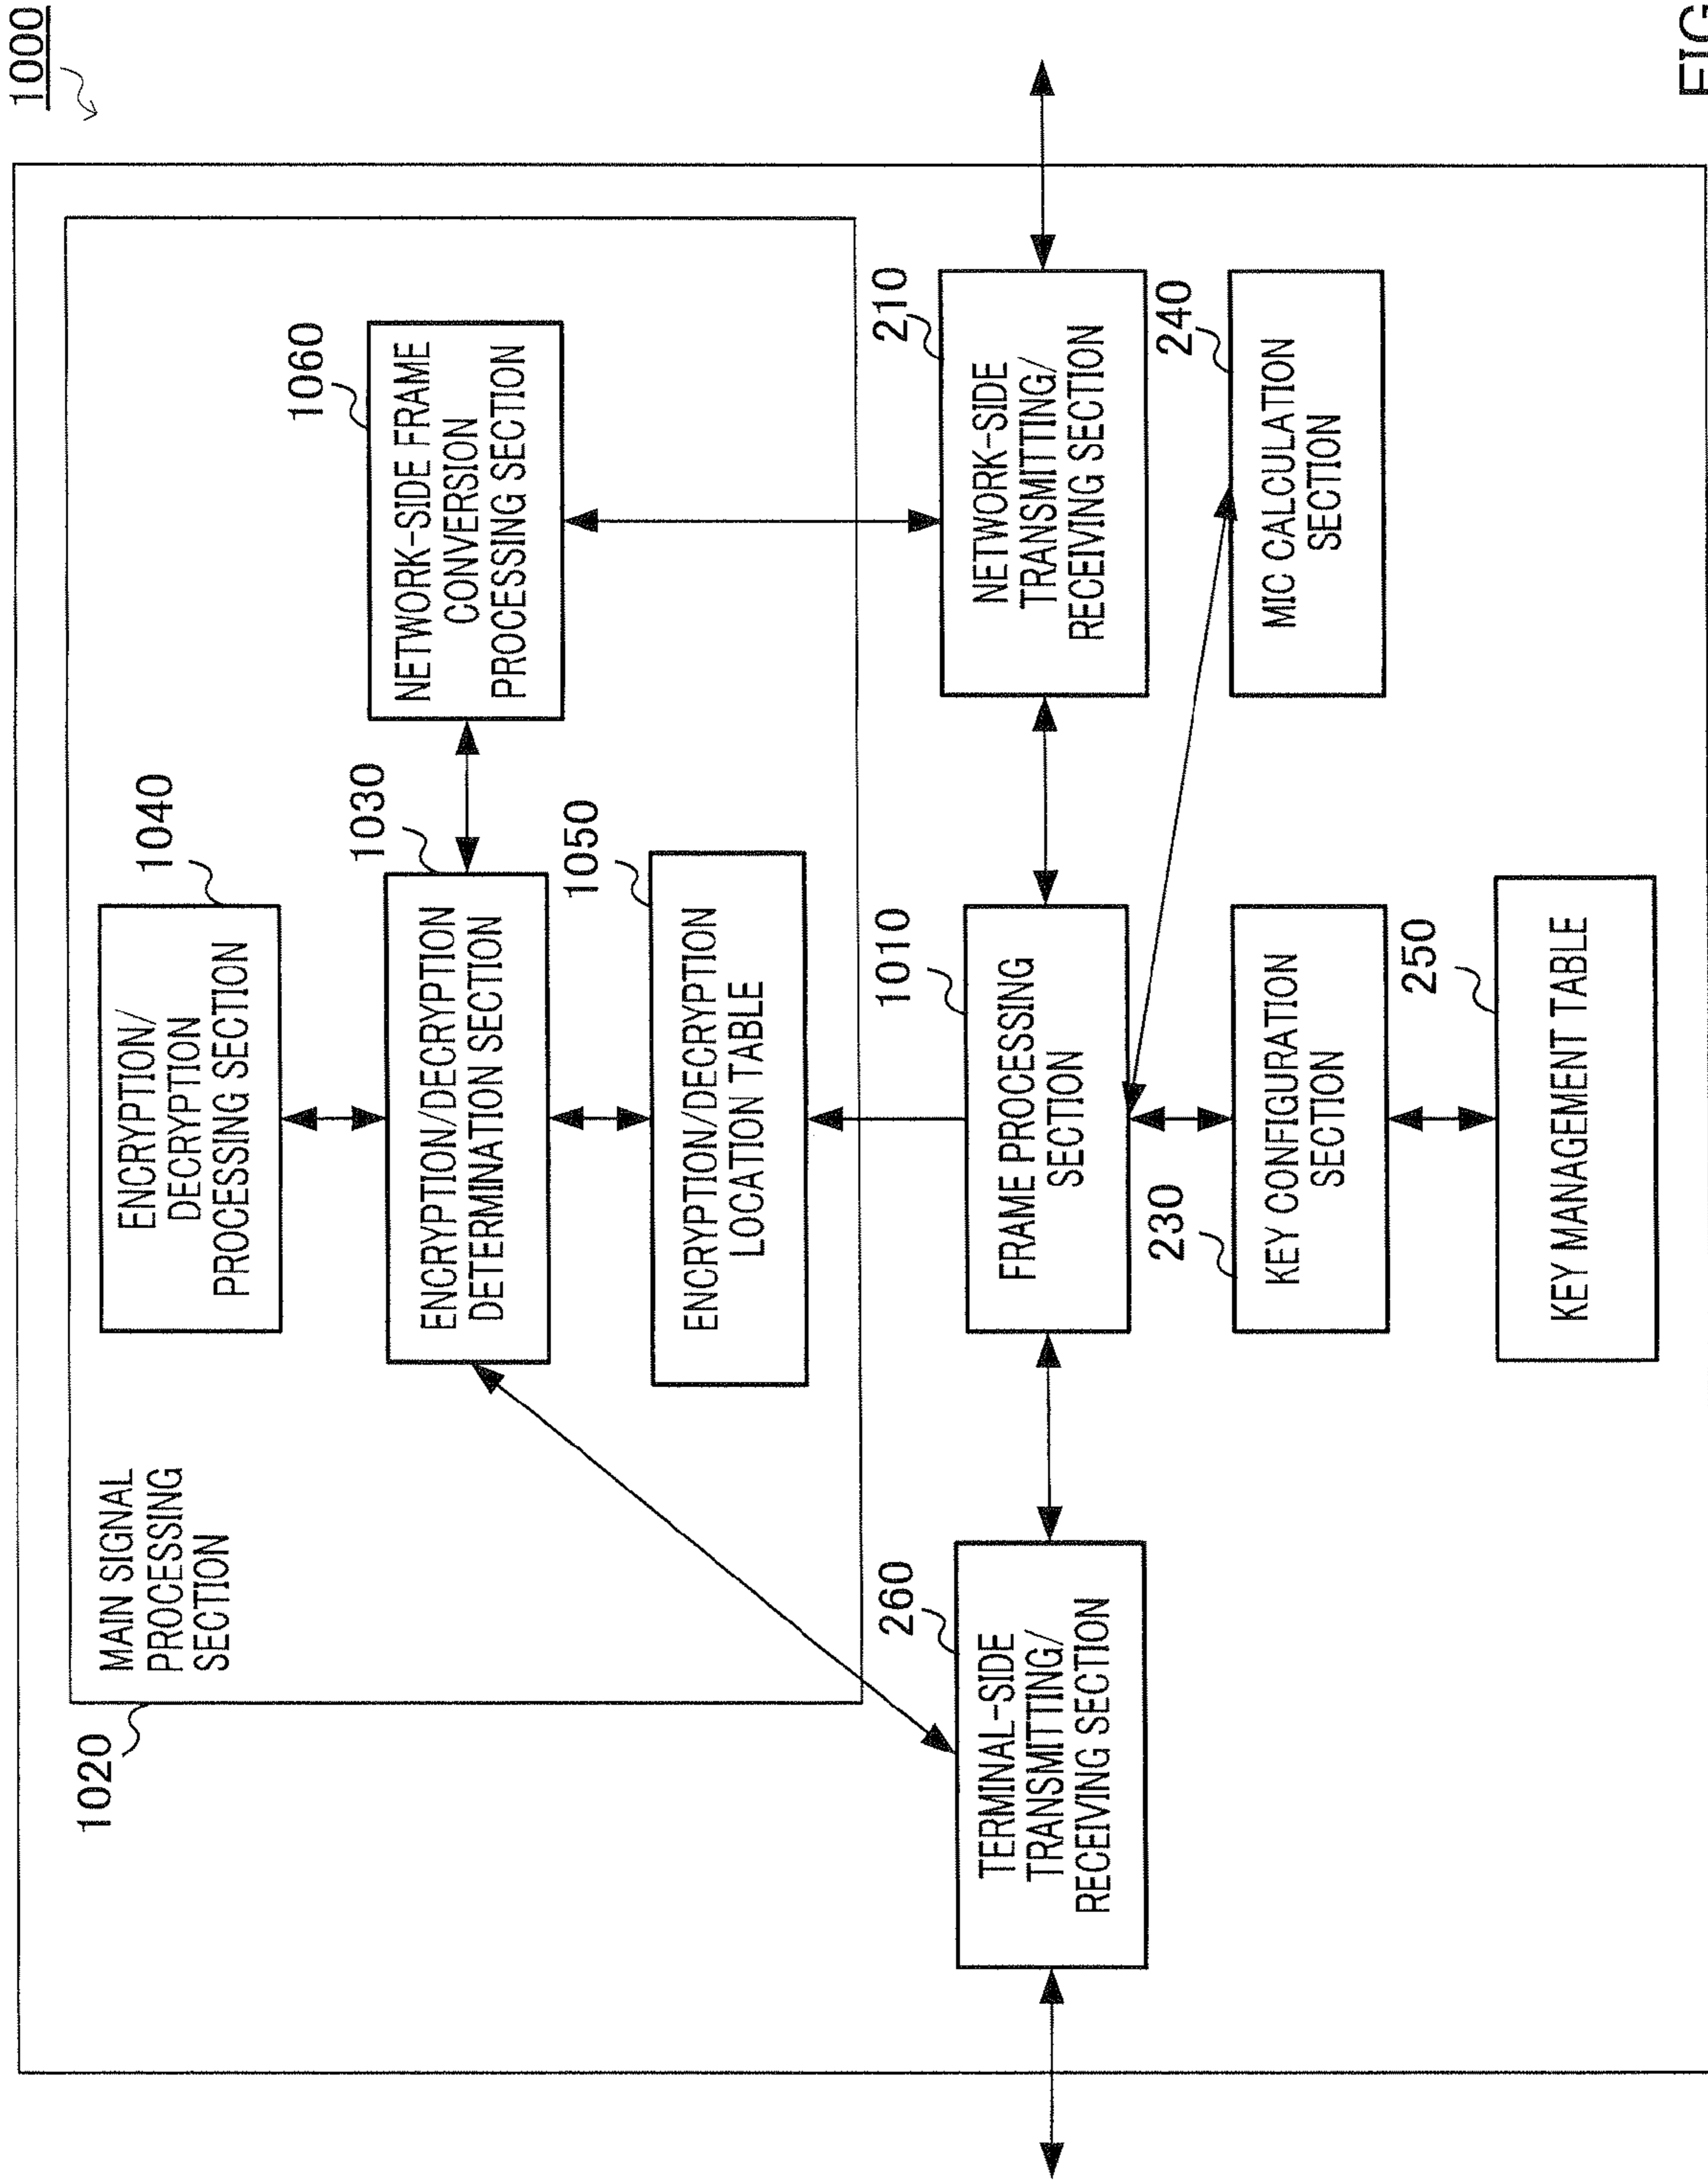 1000
1020
MAIN SIGNAL
PROCESSING
SECTION
1040
ENCRYPTION/
DECRYPTION
PROCESSING SECTION
1030
ENCRYPTION/DECRYPTION
DETERMINATION SECTION
1060
NETWORK-SIDE FRAME
CONVERSION
PROCESSING SECTION
1050
ENCRYPTION/DECRYPTION
LOCATION TABLE
260
TERMINAL-SIDE
TRANSMITTING/
RECEIVING SECTION
1010
FRAME PROCESSING
SECTION
210
NETWORK-SIDE
TRANSMITTING/
RECEIVING SECTION
230
KEY CONFIGURATION
SECTION
240
MIC CALCULATION
SECTION
250
KEY MANAGEMENT TABLE